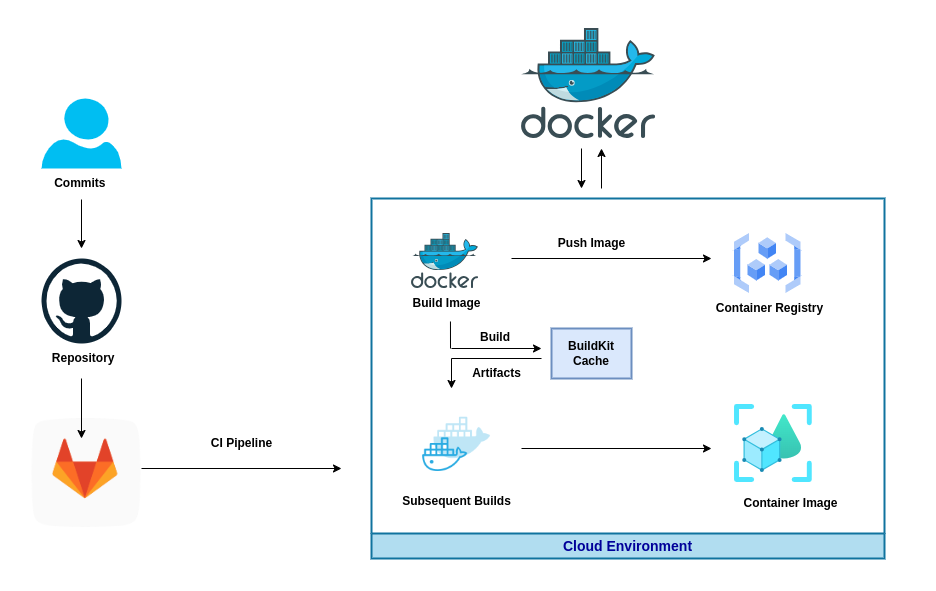 docker
Commits
Repository
CI Pipeline
docker
Build Image
Push Image
Container Registry
Build
Artifacts
BuildKit
Cache
Subsequent Builds
Container Image
Cloud Environment